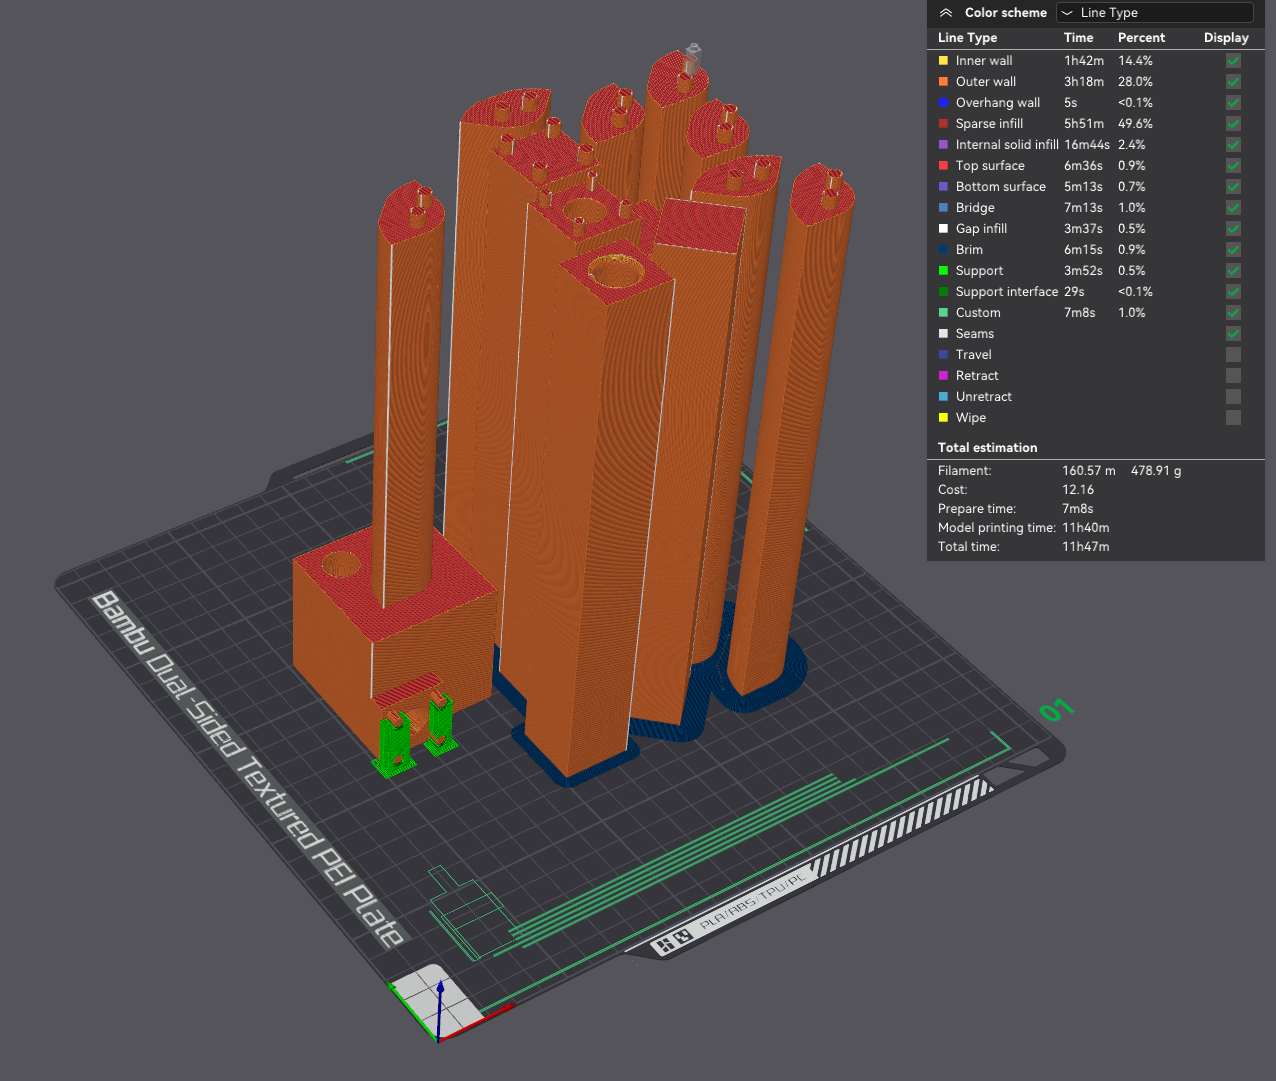 Color scheme Line Type
Line Type Time Percent Display
Inner wall 1h42m 14.4%
Outer wall 3h18m 28.0%
Overhang wall 5s <0.1%
Sparse infill 5h51m 49.6%
Internal solid infill 16m44s 2.4%
Top surface 6m36s 0.9%
Bottom surface 5m13s 0.7%
Bridge 7m13s 1.0%
Gap infill 3m37s 0.5%
Brim 6m15s 0.9%
Support 3m52s 0.5%
Support interface 29s <0.1%
Custom 7m8s 1.0%
Seams
Travel
Retract
Unretract
Wipe
Total estimation
Filament: 160.57 m 478.91 g
Cost: 12.16
Prepare time: 7m8s
Model printing time: 11h40m
Total time: 11h47m
Bambu Dual-Sided Textured PEI Plate
01
PLA/ABS/TPU/PC